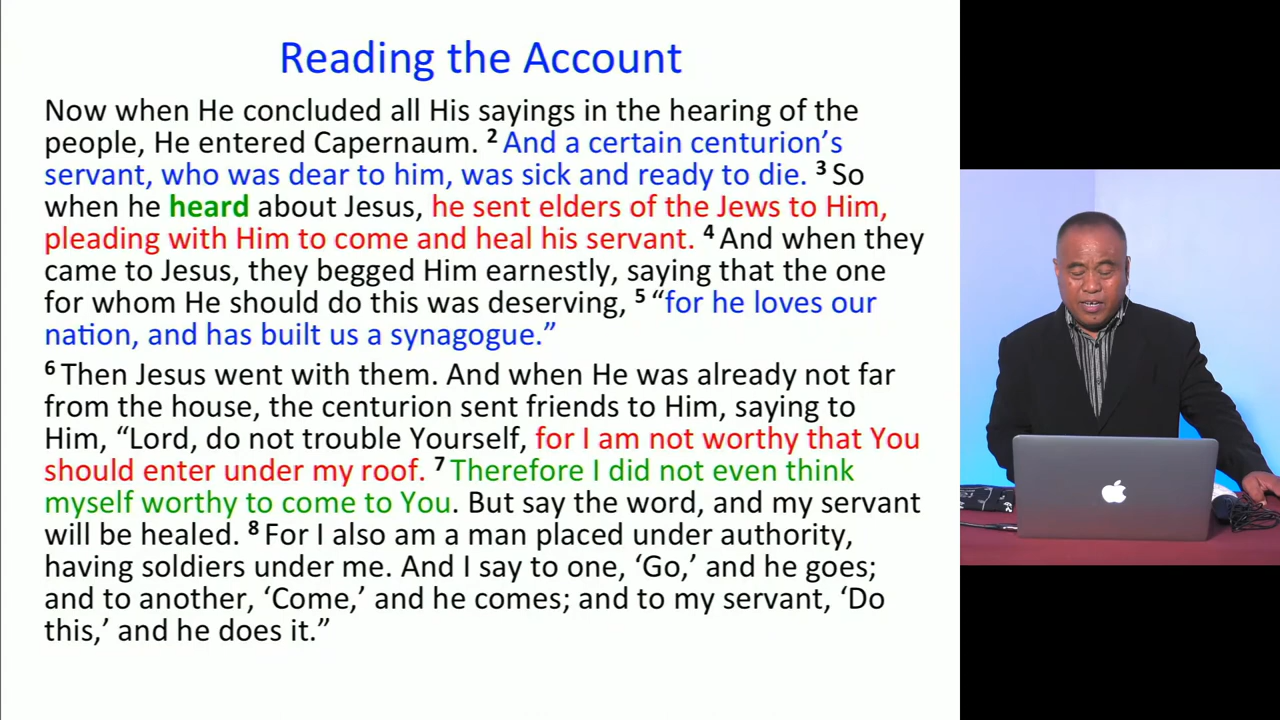 Reading the Account
Now when He concluded all His sayings in the hearing of the
people, He entered Capernaum. ² And a certain centurion’s
servant, who was dear to him, was sick and ready to die. ³ So
when he heard about Jesus, he sent elders of the Jews to Him,
pleading with Him to come and heal his servant. ⁴ And when they
came to Jesus, they begged Him earnestly, saying that the one
for whom He should do this was deserving, ⁵ “for he loves our
nation, and has built us a synagogue.”
⁶ Then Jesus went with them. And when He was already not far
from the house, the centurion sent friends to Him, saying to
Him, “Lord, do not trouble Yourself, for I am not worthy that You
should enter under my roof. ⁷ Therefore I did not even think
myself worthy to come to You. But say the word, and my servant
will be healed. ⁸ For I also am a man placed under authority,
having soldiers under me. And I say to one, ‘Go,’ and he goes;
and to another, ‘Come,’ and he comes; and to my servant, ‘Do
this,’ and he does it.”